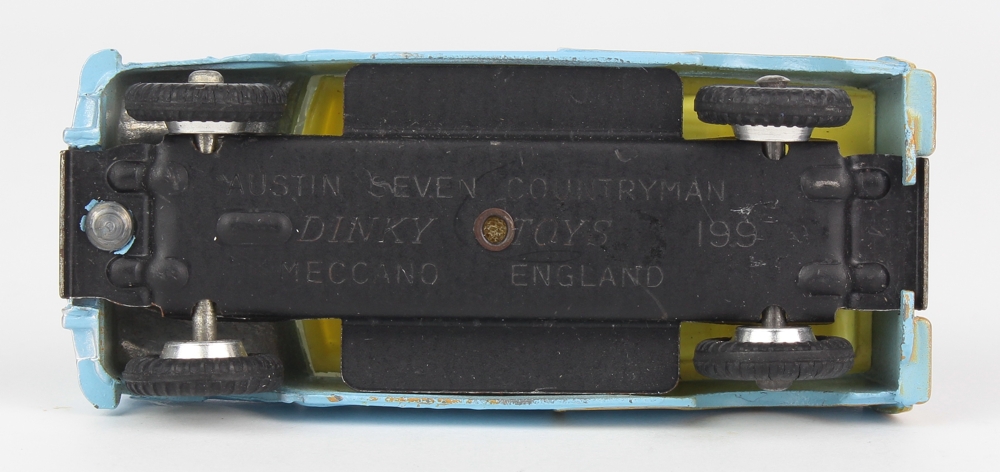 AUSTIN SEVEN COUNTRYMAN
DINKY TOYS 199
MECCANO ENGLAND